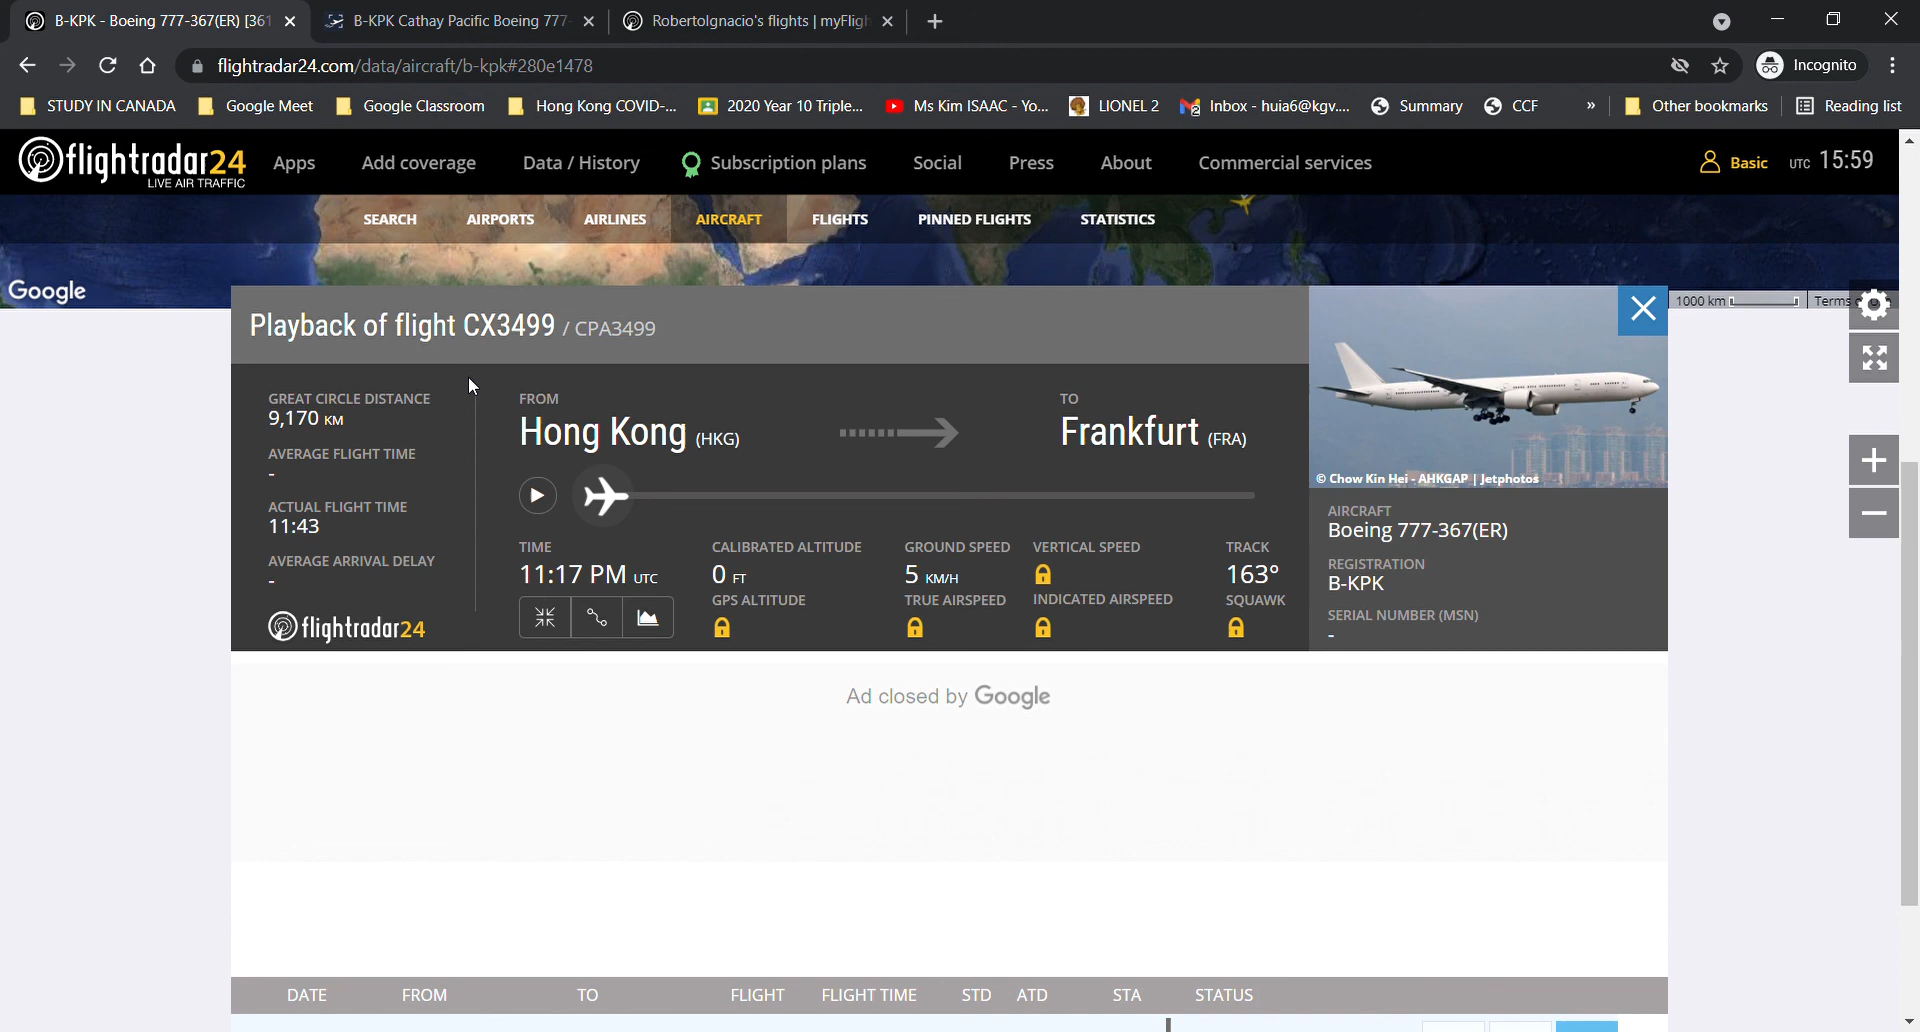 B-KPK - Boeing 777-367(ER) [361
B-KPK Cathay Pacific Boeing 777-
RobertoIgnacio's flights | myFligh
flightradar24.com/data/aircraft/b-kpk#280e1478
Incognito
STUDY IN CANADA
Google Meet
Google Classroom
Hong Kong COVID-...
2020 Year 10 Triple...
Ms Kim ISAAC - Yo...
LIONEL 2
Inbox - huia6@kgv....
Summary
CCF
»
Other bookmarks
Reading list
flightradar24
LIVE AIR TRAFFIC
Apps
Add coverage
Data / History
Subscription plans
Social
Press
About
Commercial services
Basic
UTC 15:59
SEARCH
AIRPORTS
AIRLINES
AIRCRAFT
FLIGHTS
PINNED FLIGHTS
STATISTICS
Google
1000 km
Terms
Playback of flight CX3499 / CPA3499
GREAT CIRCLE DISTANCE
9,170 KM
AVERAGE FLIGHT TIME
-
ACTUAL FLIGHT TIME
11:43
AVERAGE ARRIVAL DELAY
-
flightradar24
FROM
Hong Kong (HKG)
TO
Frankfurt (FRA)
TIME
11:17 PM UTC
CALIBRATED ALTITUDE
0 FT
GPS ALTITUDE
GROUND SPEED
5 KM/H
TRUE AIRSPEED
VERTICAL SPEED
INDICATED AIRSPEED
TRACK
163°
SQUAWK
© Chow Kin Hei - AHKGAP | Jetphotos
AIRCRAFT
Boeing 777-367(ER)
REGISTRATION
B-KPK
SERIAL NUMBER (MSN)
-
Ad closed by Google
DATE FROM TO FLIGHT FLIGHT TIME STD ATD STA STATUS